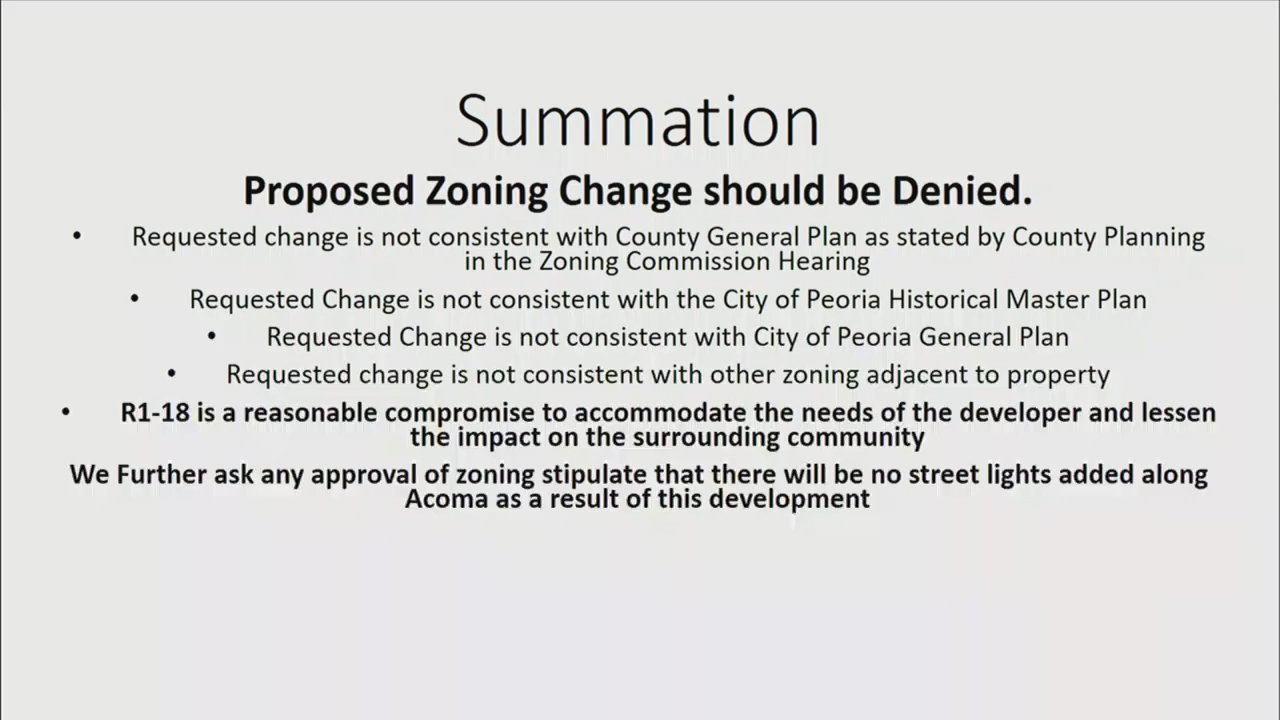 Summation
Proposed Zoning Change should be Denied.
• Requested change is not consistent with County General Plan as stated by County Planning
in the Zoning Commission Hearing
• Requested Change is not consistent with the City of Peoria Historical Master Plan
• Requested Change is not consistent with City of Peoria General Plan
• Requested change is not consistent with other zoning adjacent to property
• R1-18 is a reasonable compromise to accommodate the needs of the developer and lessen
the impact on the surrounding community
We Further ask any approval of zoning stipulate that there will be no street lights added along
Acoma as a result of this development